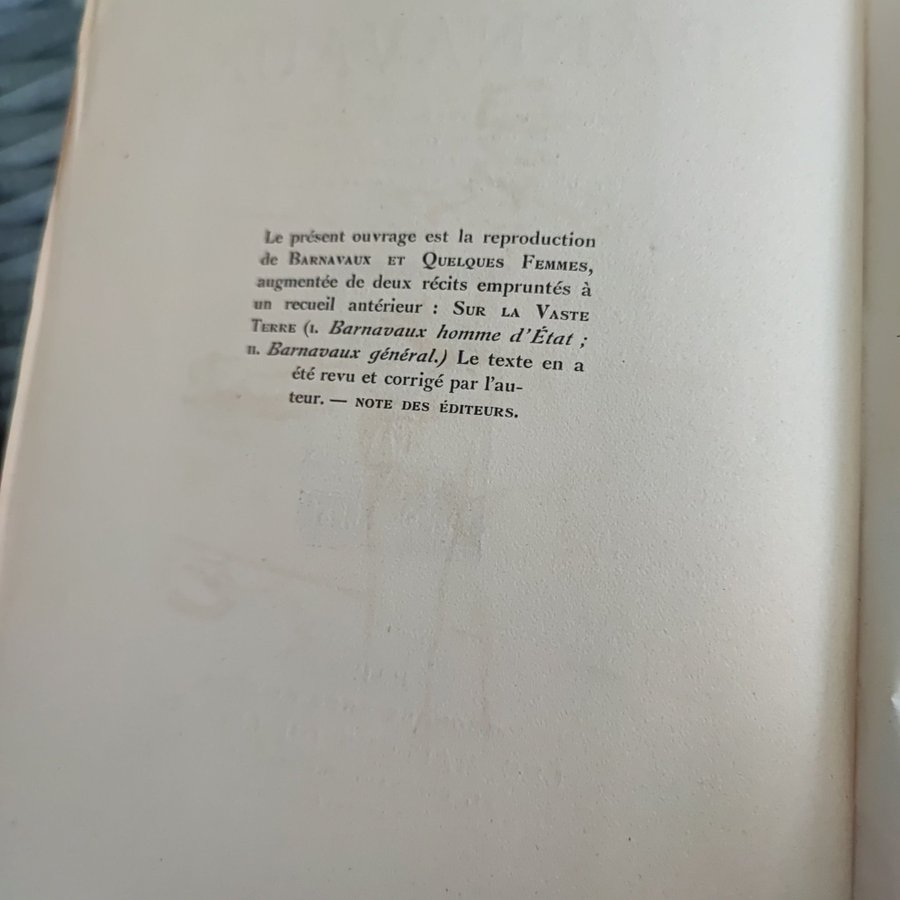 Le présent ouvrage est la reproduction
de BARNAVAUX ET QUELQUES FEMMES,
augmentée de deux récits empruntés à
un recueil antérieur : SUR LA VASTE
TERRE (I. Barnavaux homme d'État ;
II. Barnavaux général.) Le texte en a
été revu et corrigé par l'au-
teur. — NOTE DES ÉDITEURS.